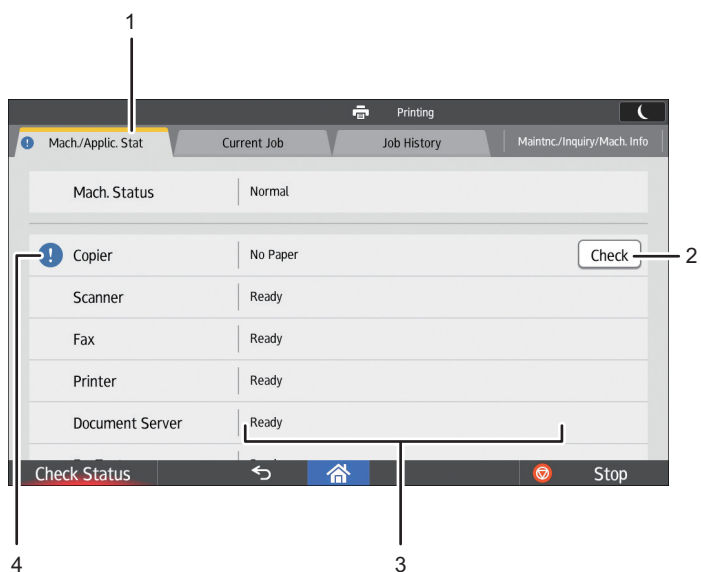 1
Printing
Mach./Applic. Stat Current Job Job History Maintnc./Inquiry/Mach. Info
Mach. Status Normal
! Copier No Paper Check 2
Scanner Ready
Fax Ready
Printer Ready
Document Server Ready
Check Status Stop
4 3